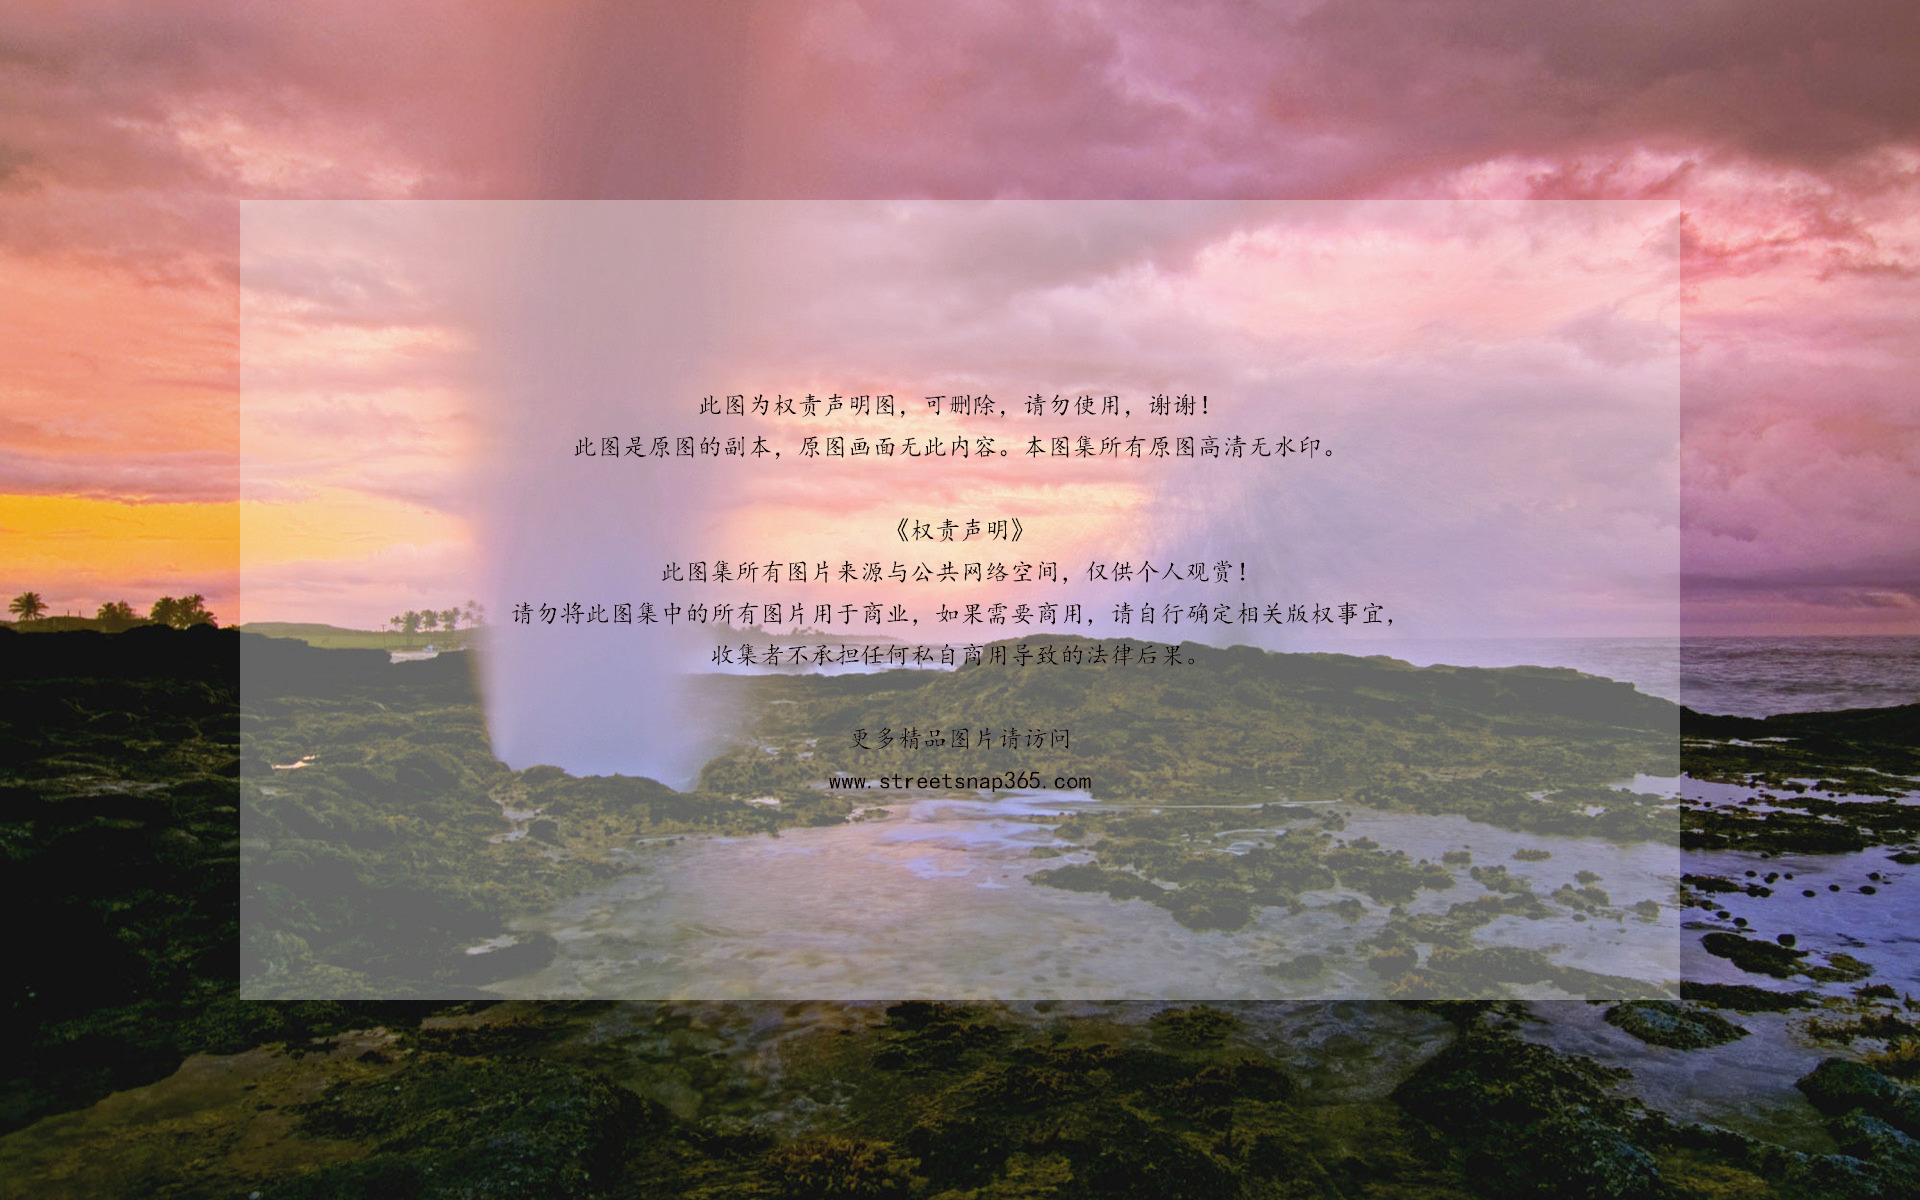 此图为权责声明图，可删除，请勿使用，谢谢！
此图是原图的副本，原图画面无此内容。本图集所有原图高清无水印。
《权责声明》
此图集所有图片来源与公共网络空间，仅供个人观赏！
请勿将此图集中的所有图片用于商业，如果需要商用，请自行确定相关版权事宜，
收集者不承担任何私自商用导致的法律后果。
更多精品图片请访问
www.streetsnap365.com